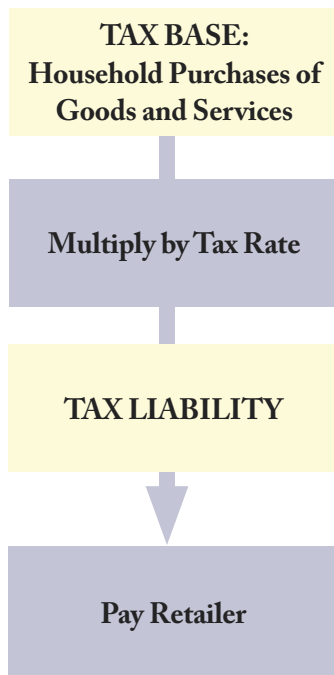 TAX BASE:
Household Purchases of
Goods and Services
Multiply by Tax Rate
TAX LIABILITY
Pay Retailer